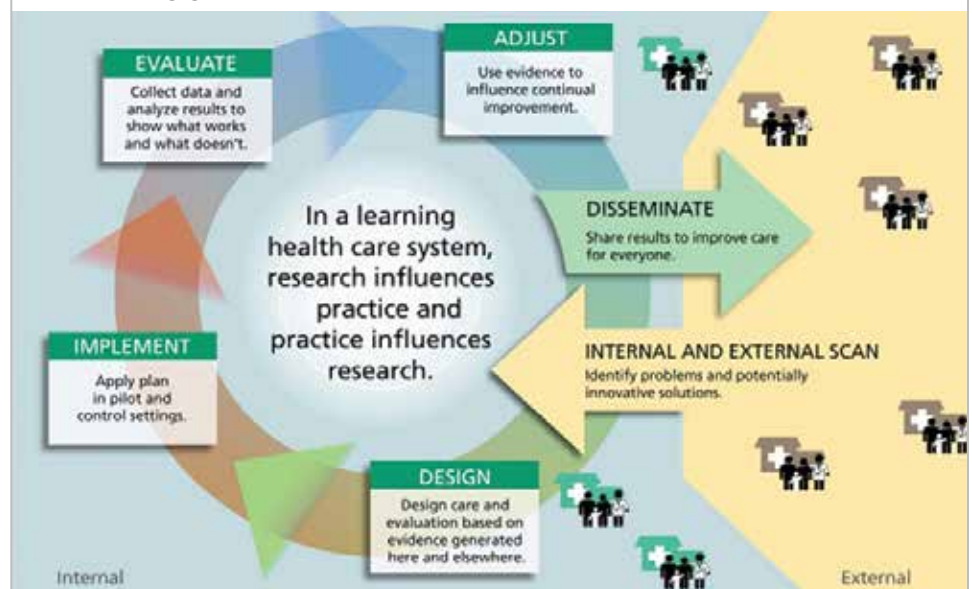 EVALUATE
Collect data and
analyze results to
show what works
and what doesn't.
ADJUST
Use evidence to
influence continual
improvement.
In a learning
health care system,
research influences
practice and
practice influences
research.
DISSEMINATE
Share results to improve care
for everyone.
INTERNAL AND EXTERNAL SCAN
Identify problems and potentially
innovative solutions.
IMPLEMENT
Apply plan
in pilot and
control settings.
DESIGN
Design care and
evaluation based on
evidence generated
here and elsewhere.
Internal
External